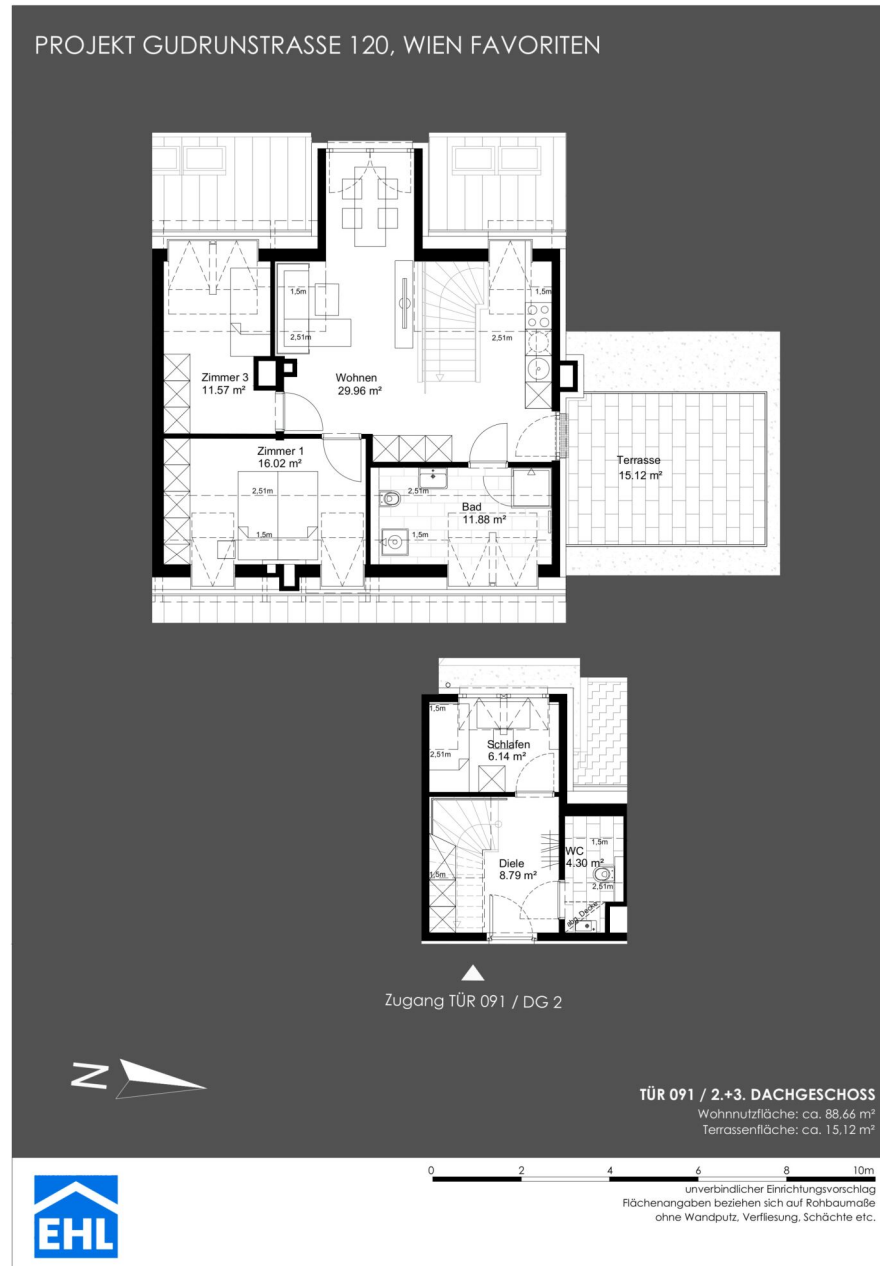 PROJEKT GUDRUNSTRASSE 120, WIEN FAVORITEN
1,5m
1,5m
2,51m
2,51m
Zimmer 3
11.57 m²
Wohnen
29.96 m²
Zimmer 1
16.02 m²
2,51m
1,5m
2,51m
Bad
11.88 m²
1,5m
Terrasse
15.12 m²
1,5m
2,51m
Schlafen
6.14 m²
1,5m
Diele
8.79 m²
1,5m
WC
4.30 m²
2,51m
abg. Decke
Zugang TÜR 091 / DG 2
N
TÜR 091 / 2.+3. DACHGESCHOSS
Wohnnutzfläche: ca. 88,66 m²
Terrassenfläche: ca. 15,12 m²
0 2 4 6 8 10m
unverbindlicher Einrichtungsvorschlag
Flächenangaben beziehen sich auf Rohbaumaße
ohne Wandputz, Verfliesung, Schächte etc.
EHL